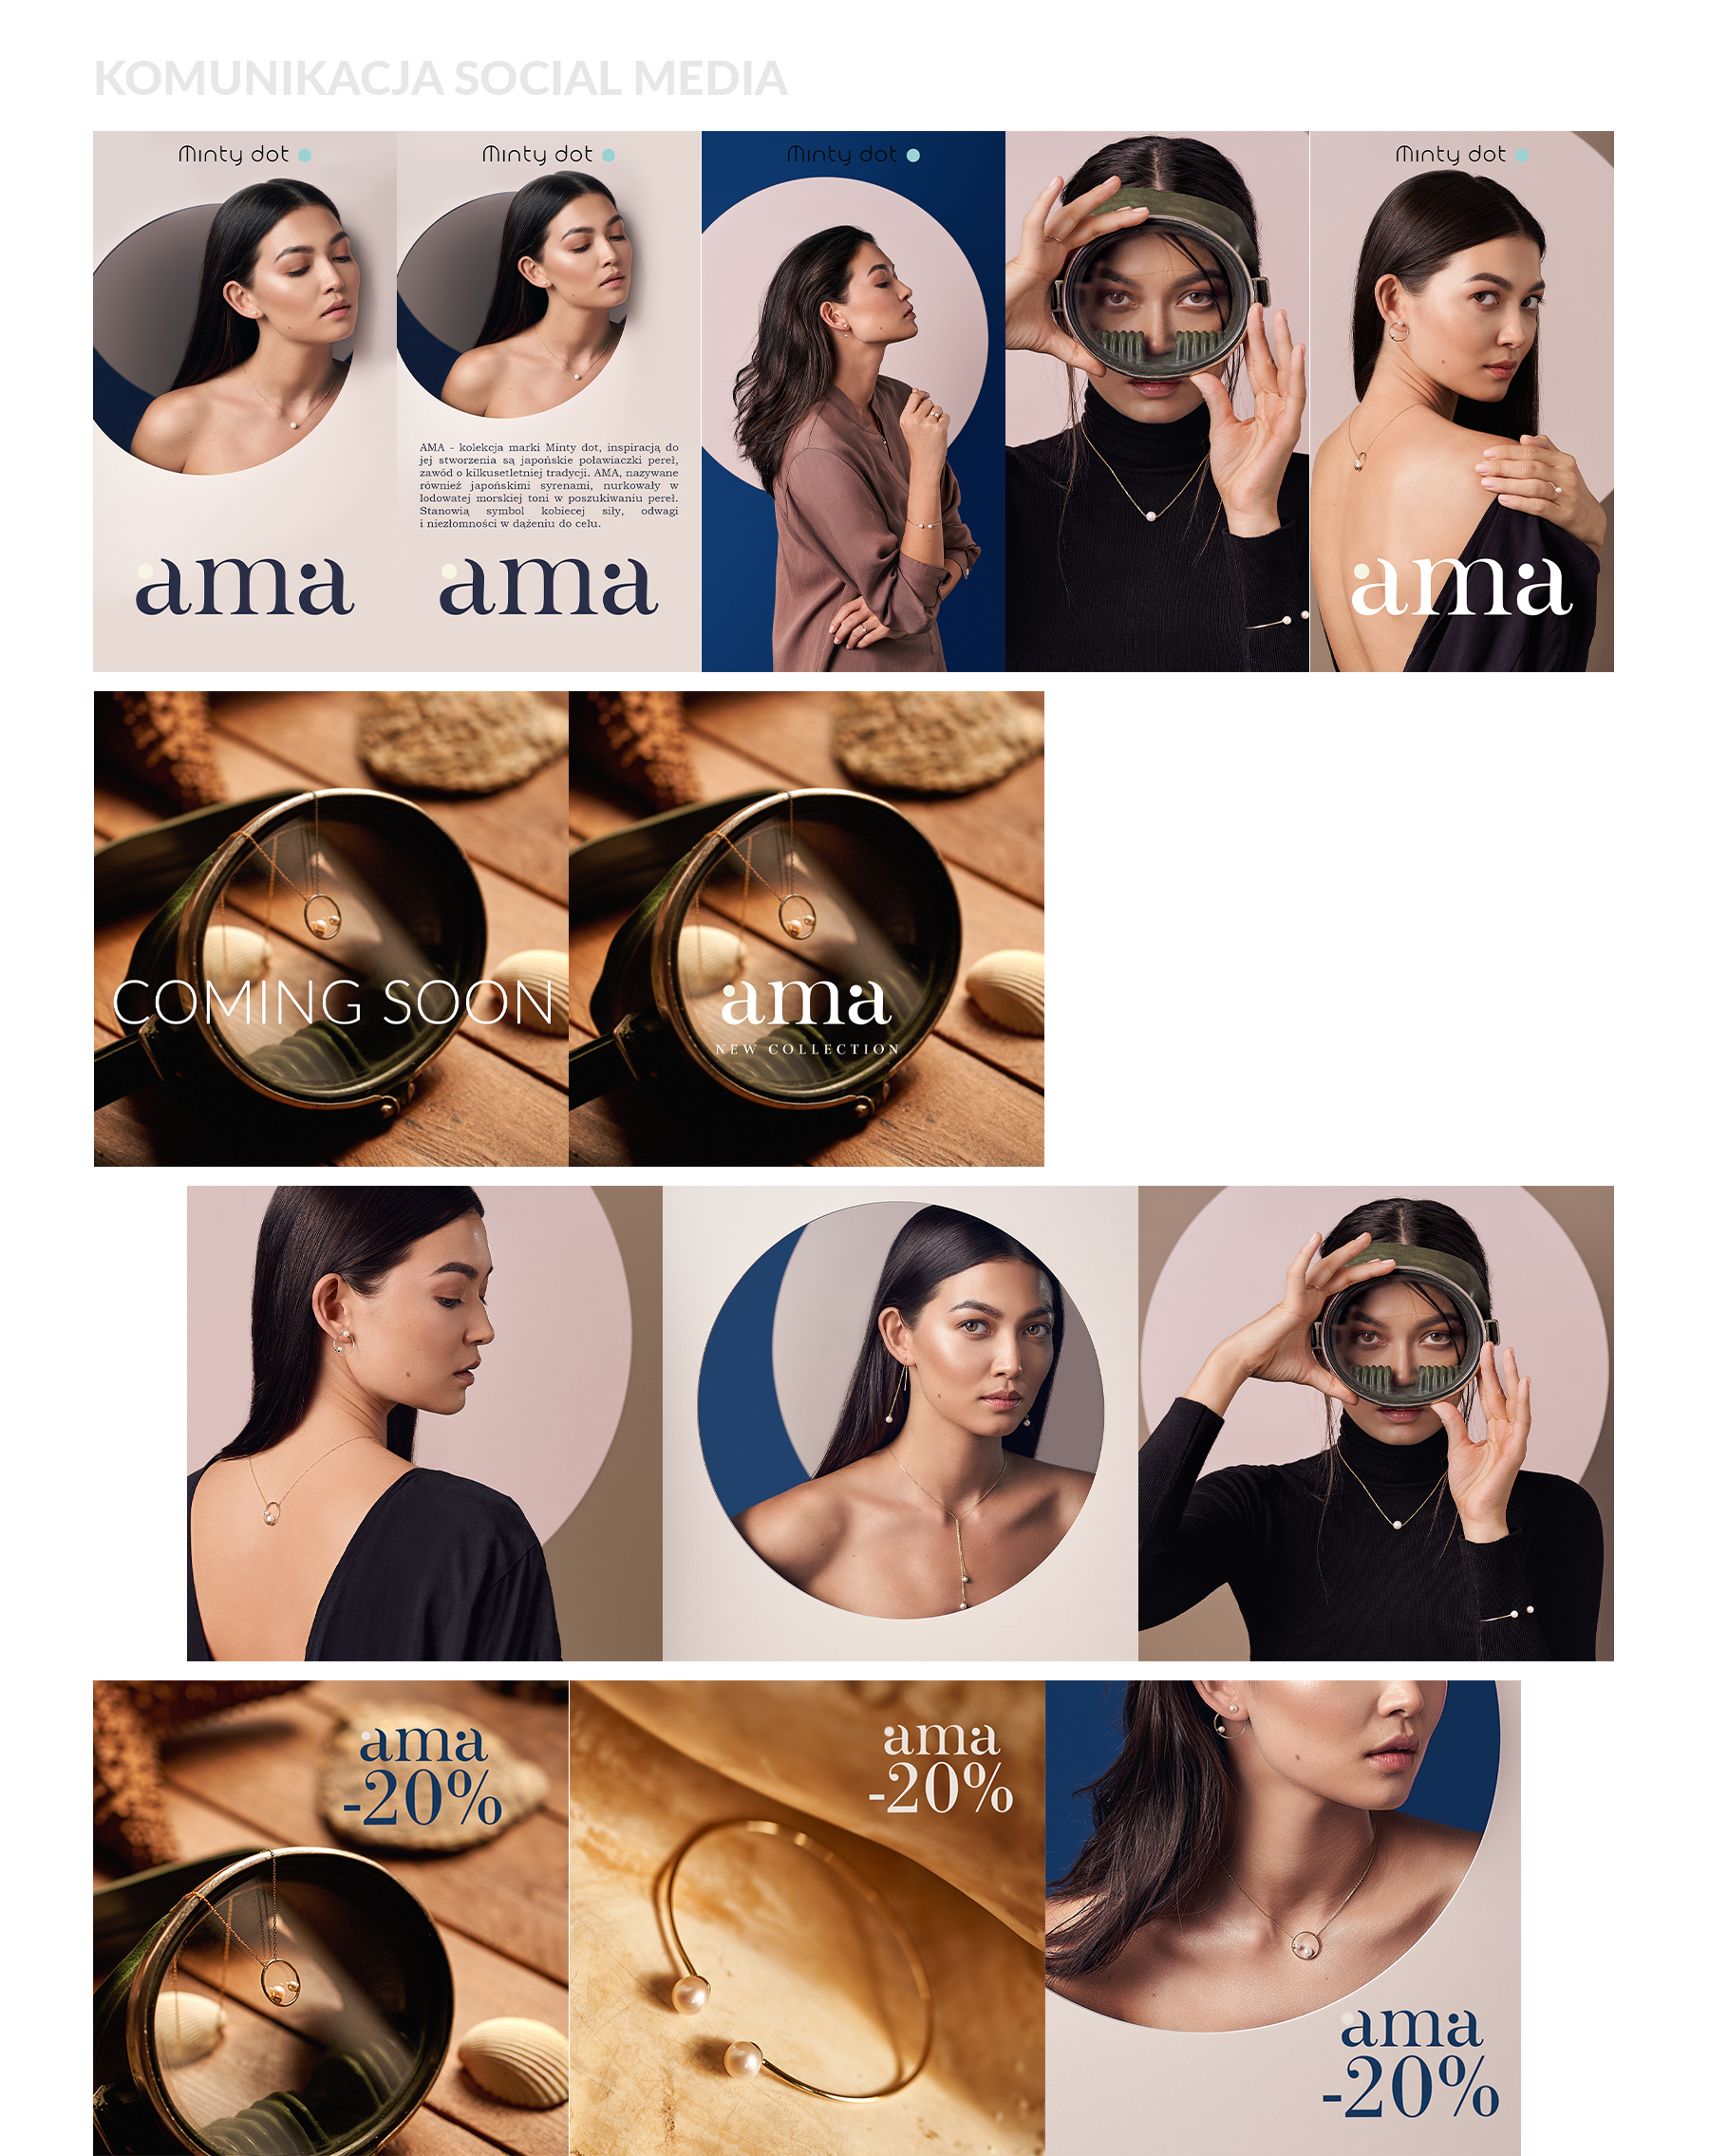 KOMUNIKACJA SOCIAL MEDIA
Minty dot
ama
Minty dot
AMA - kolekcja marki Minty dot, inspiracją do
jej stworzenia są japońskie poławiaczki pereł,
zawód o kilkusetletniej tradycji. AMA, nazywane
również japońskimi syrenami, nurkowały w
lodowatej morskiej toni w poszukiwaniu pereł.
Stanowią symbol kobiecej siły, odwagi
i niezłomności w dążeniu do celu.
ama
Minty dot
Minty dot
ama
COMING SOON
ama
NEW COLLECTION
ama
-20%
ama
-20%
ama
-20%